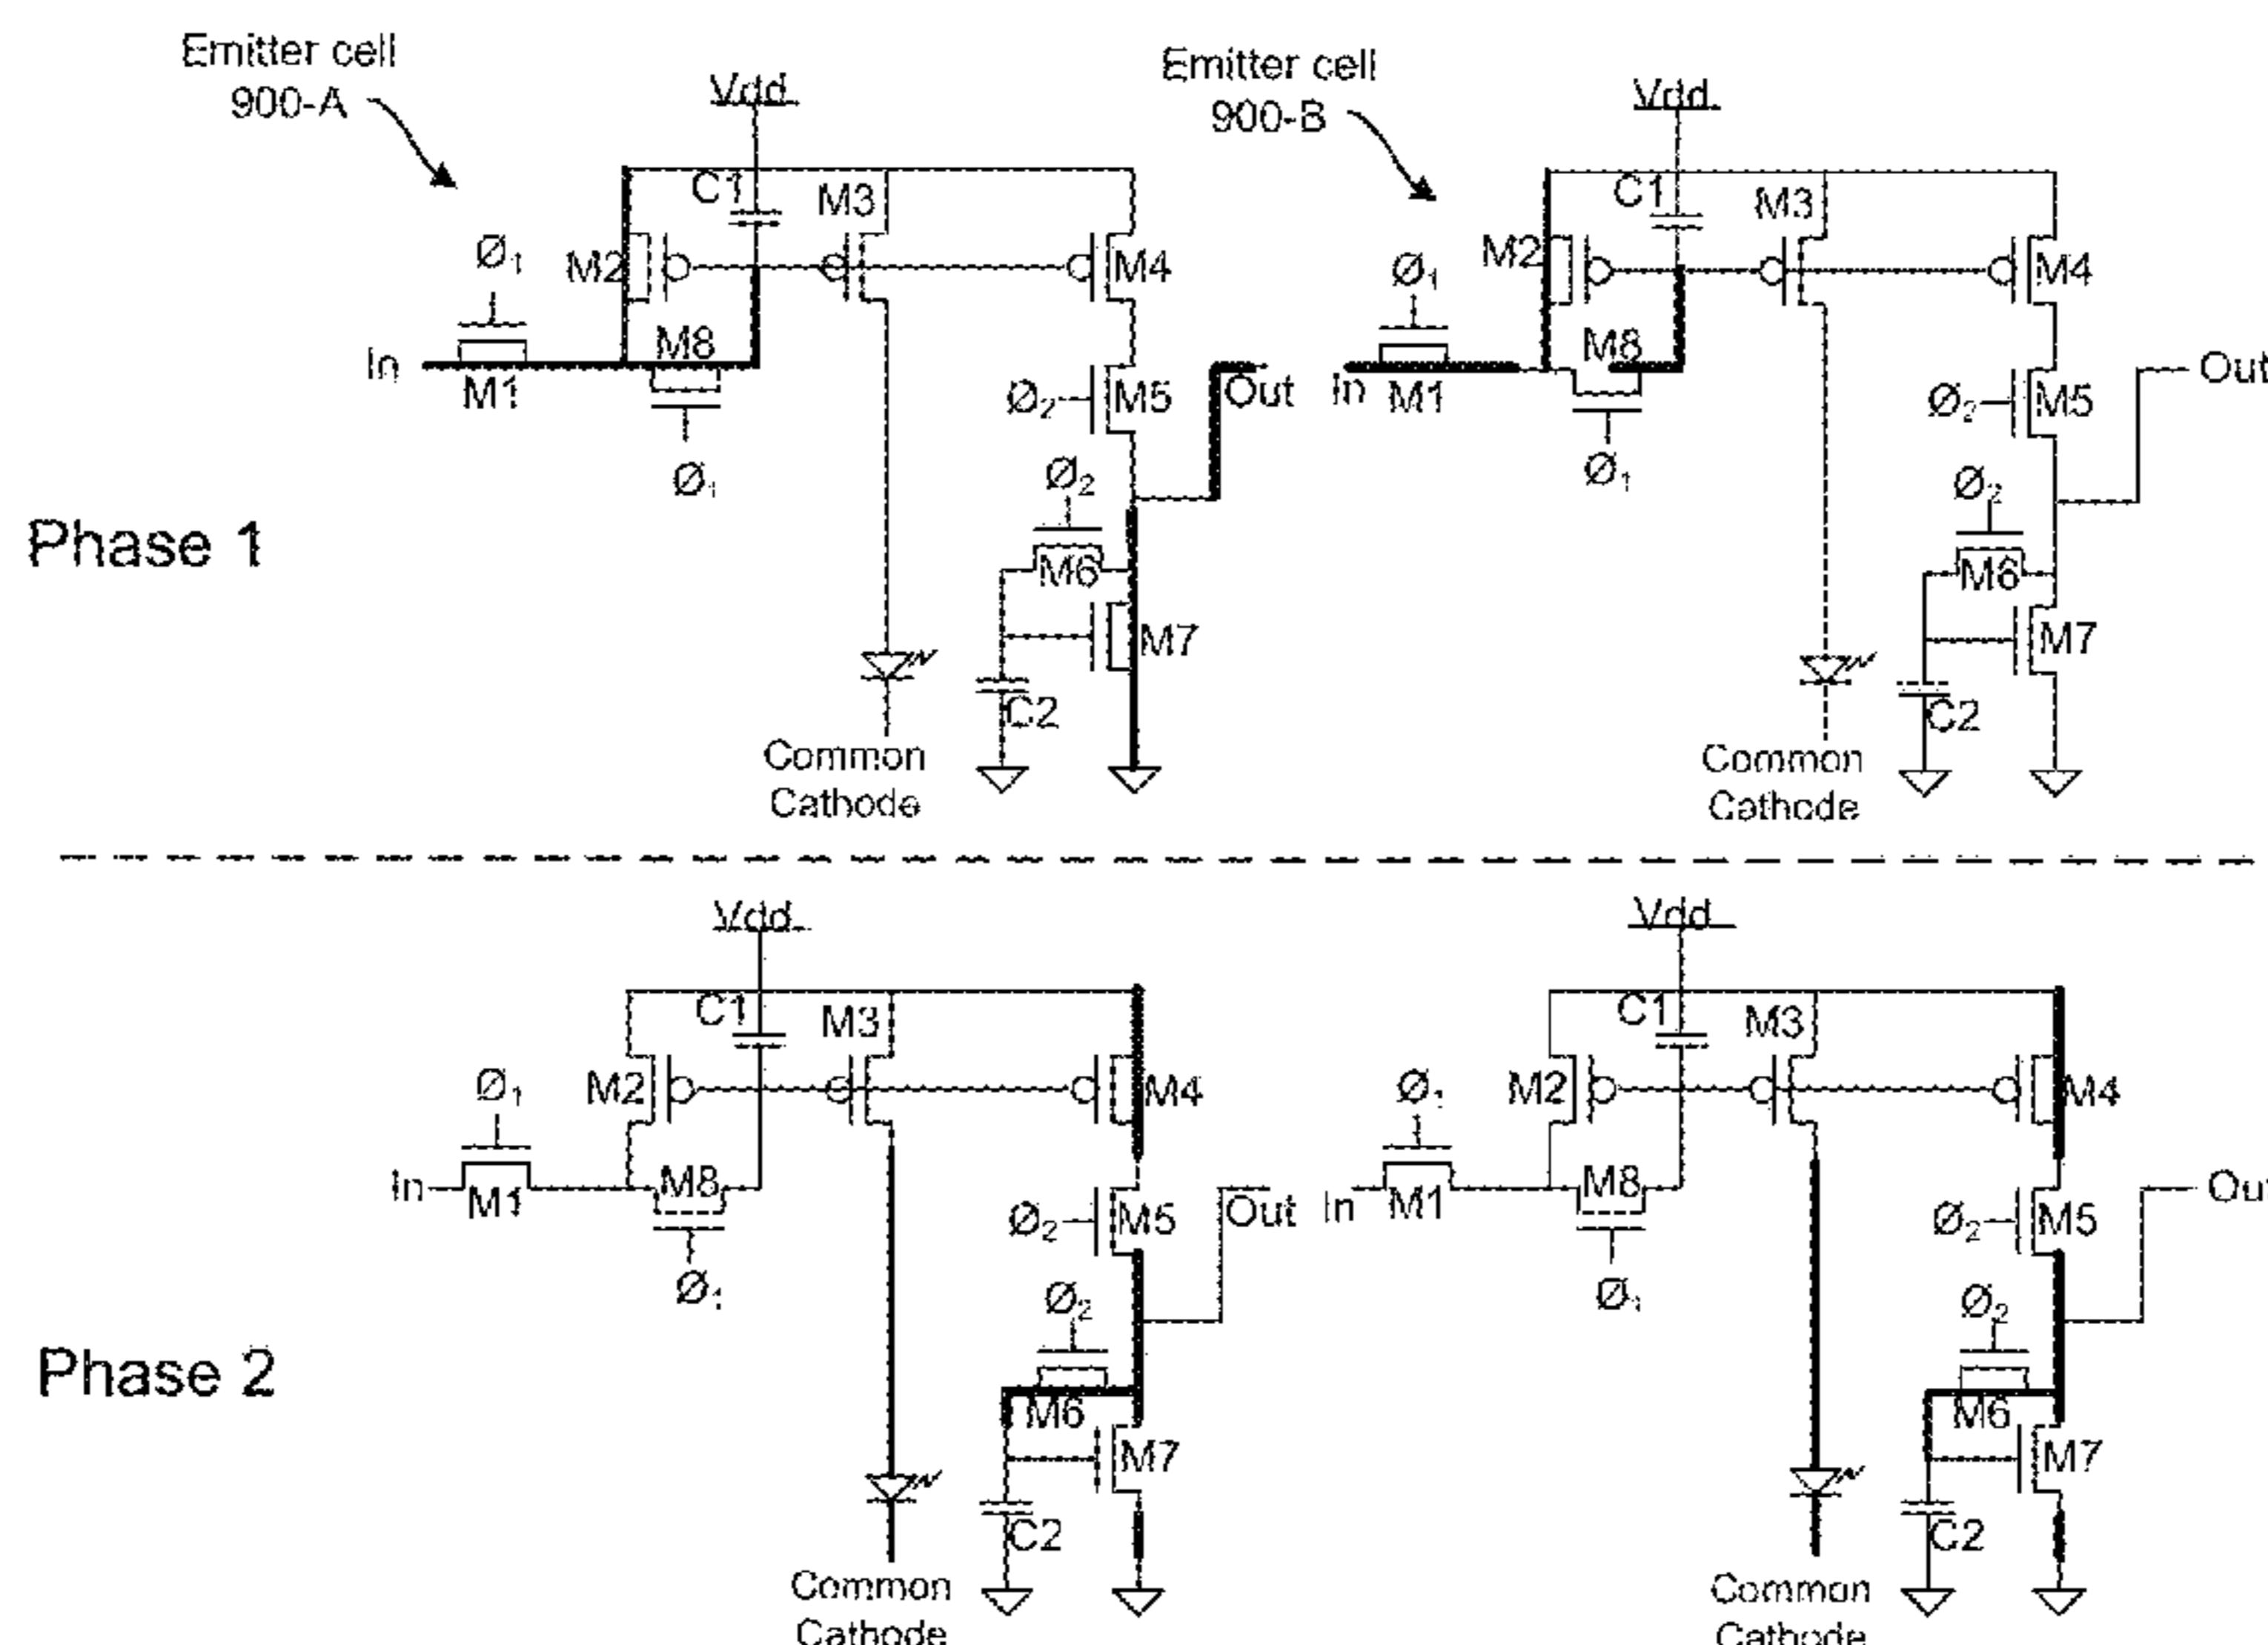 Emitter cell
900-A
Vdd
Emitter cell
900-B
Vdd
C1
M3
C1
M3
Ø1
M2
M4
Ø1
M2
M4
In
M1
M8
Ø1
Ø2
M5
Out
In
M1
M8
Ø1
Ø2
M5
Out
Phase 1
Ø2
M6
M7
C2
Common
Cathode
Ø2
M6
M7
C2
Common
Cathode
Vdd
Vdd
C1
M3
C1
M3
Ø1
M2
M4
Ø1
M2
M4
In
M1
M8
Ø1
Ø2
M5
Out
In
M1
M8
Ø1
Ø2
M5
Out
Phase 2
Ø2
M6
M7
C2
Common
Cathode
Ø2
M6
M7
C2
Common
Cathode